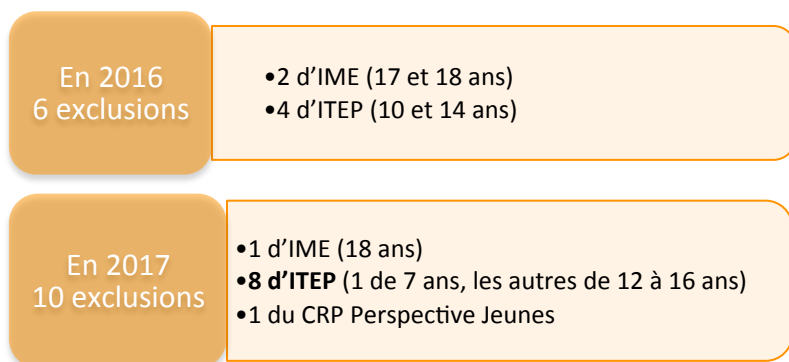 En 2016
6 exclusions
•2 d’IME (17 et 18 ans)
•4 d’ITEP (10 et 14 ans)
En 2017
10 exclusions
•1 d’IME (18 ans)
•8 d’ITEP (1 de 7 ans, les autres de 12 à 16 ans)
•1 du CRP Perspective Jeunes